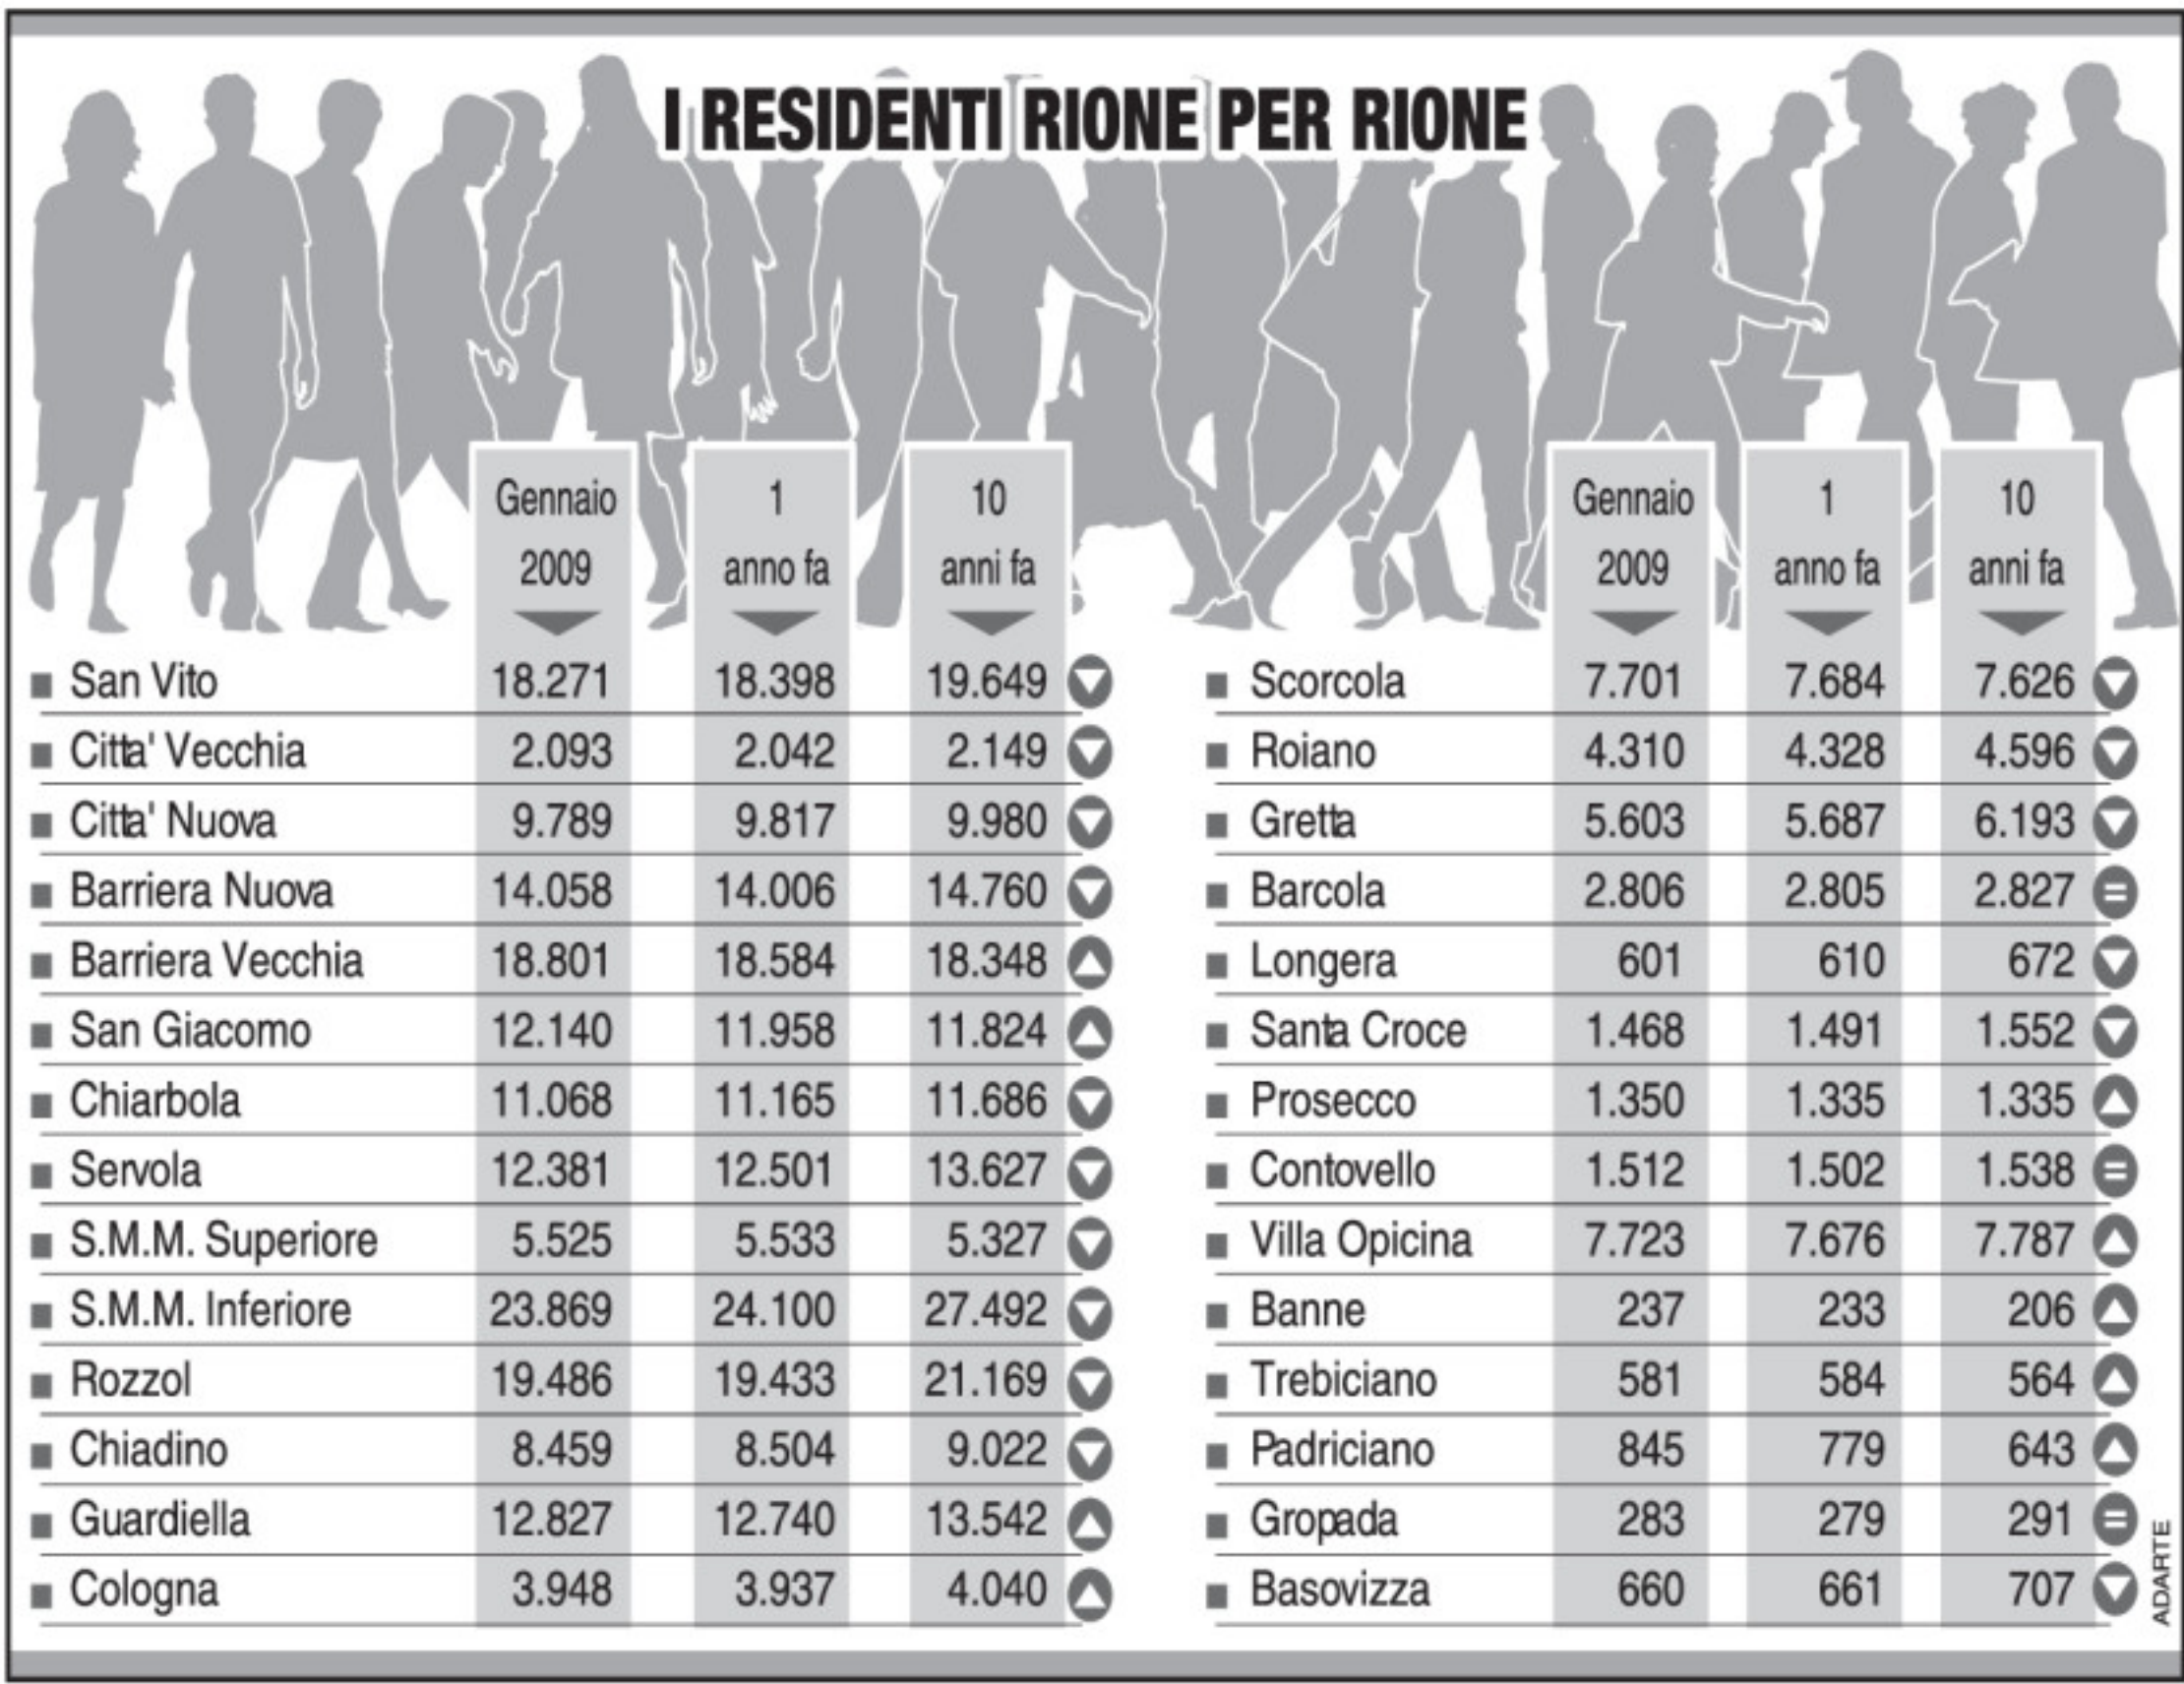 I RESIDENTI RIONE PER RIONE
Gennaio 2009 1 anno fa 10 anni fa
San Vito 18.271 18.398 19.649
Citta' Vecchia 2.093 2.042 2.149
Citta' Nuova 9.789 9.817 9.980
Barriera Nuova 14.058 14.006 14.760
Barriera Vecchia 18.801 18.584 18.348
San Giacomo 12.140 11.958 11.824
Chiarbola 11.068 11.165 11.686
Servola 12.381 12.501 13.627
S.M.M. Superiore 5.525 5.533 5.327
S.M.M. Inferiore 23.869 24.100 27.492
Rozzol 19.486 19.433 21.169
Chiadino 8.459 8.504 9.022
Guardiella 12.827 12.740 13.542
Cologna 3.948 3.937 4.040
Gennaio 2009 1 anno fa 10 anni fa
Scorcola 7.701 7.684 7.626
Roiano 4.310 4.328 4.596
Gretta 5.603 5.687 6.193
Barcola 2.806 2.805 2.827 =
Longera 601 610 672
Santa Croce 1.468 1.491 1.552
Prosecco 1.350 1.335 1.335
Contovello 1.512 1.502 1.538 =
Villa Opicina 7.723 7.676 7.787
Banne 237 233 206
Trebiciano 581 584 564
Padriciano 845 779 643
Gropada 283 279 291 =
Basovizza 660 661 707
ADARTE